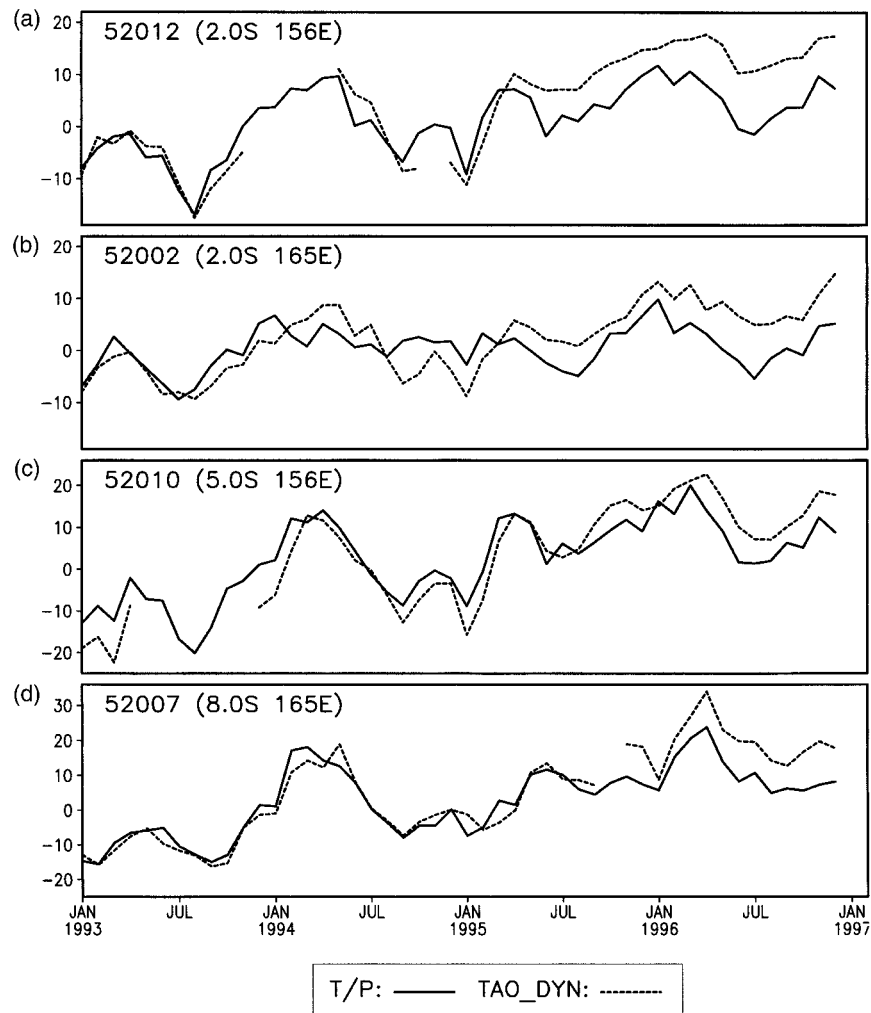 (a)
52012 (2.0S 156E)
20
10
0
-10
(b)
52002 (2.0S 165E)
20
10
0
-10
(c)
52010 (5.0S 156E)
20
10
0
-10
-20
(d)
52007 (8.0S 165E)
30
20
10
0
-10
-20
JAN JUL JAN JUL JAN JUL JAN JUL JAN
1993 1994 1995 1996 1997
T/P: TAO_DYN: